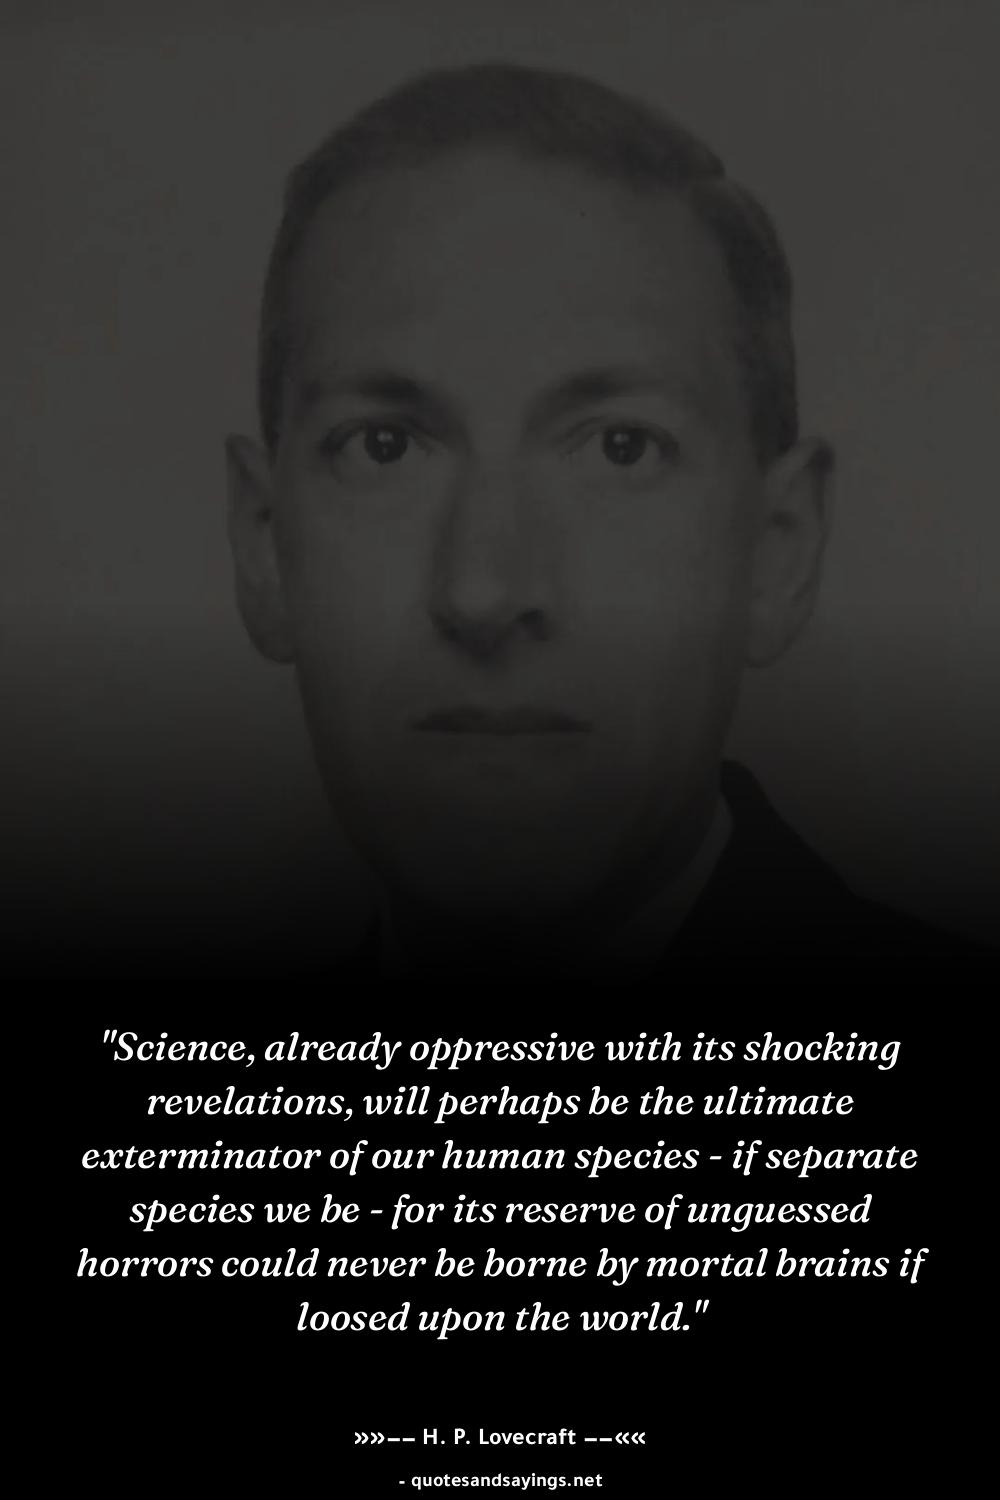 "Science, already oppressive with its shocking
revelations, will perhaps be the ultimate
exterminator of our human species - if separate
species we be - for its reserve of unguessed
horrors could never be borne by mortal brains if
loosed upon the world."
»»−− H. P. Lovecraft −−««
- quotesandsayings.net